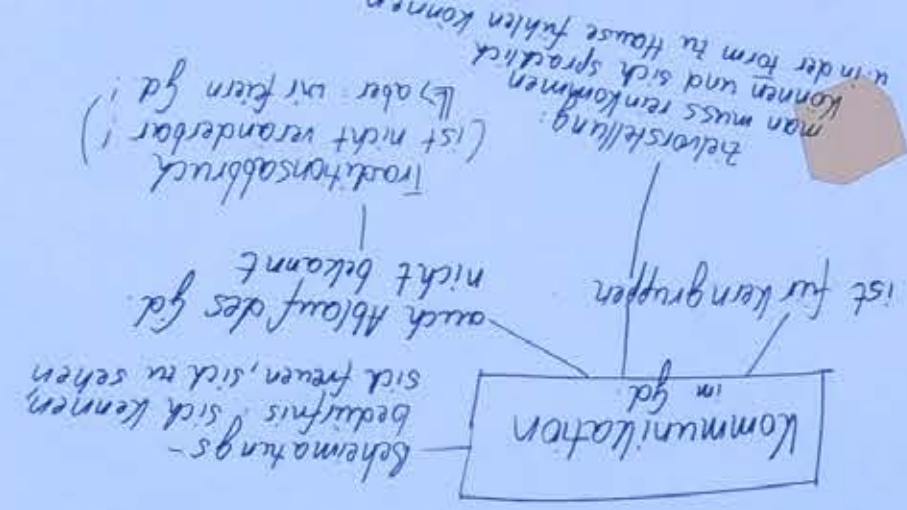 Kommunikation
im Gd.
Beheimatungs-
bedürfnis: sich kennen,
sich freuen, sich zu sehen
ist für Kerngruppen
auch Ablauf des Gd.
nicht bekannt
Traditionsabbruch
(ist nicht veränderbar!)
↳ aber: wir feiern Gd!
Zielvorstellung:
man muss reinkommen
können und sich sprachlich
u. in der Form zu Hause fühlen können